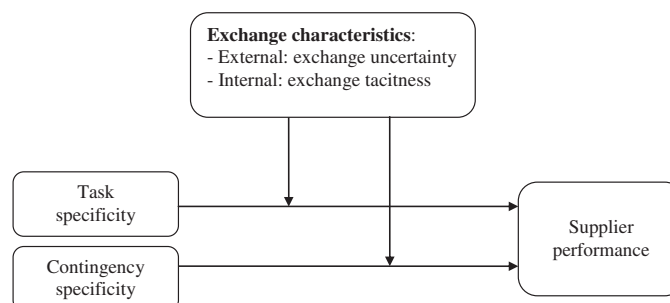 Exchange characteristics:
- External: exchange uncertainty
- Internal: exchange tacitness
Task
specificity
Contingency
specificity
Supplier
performance